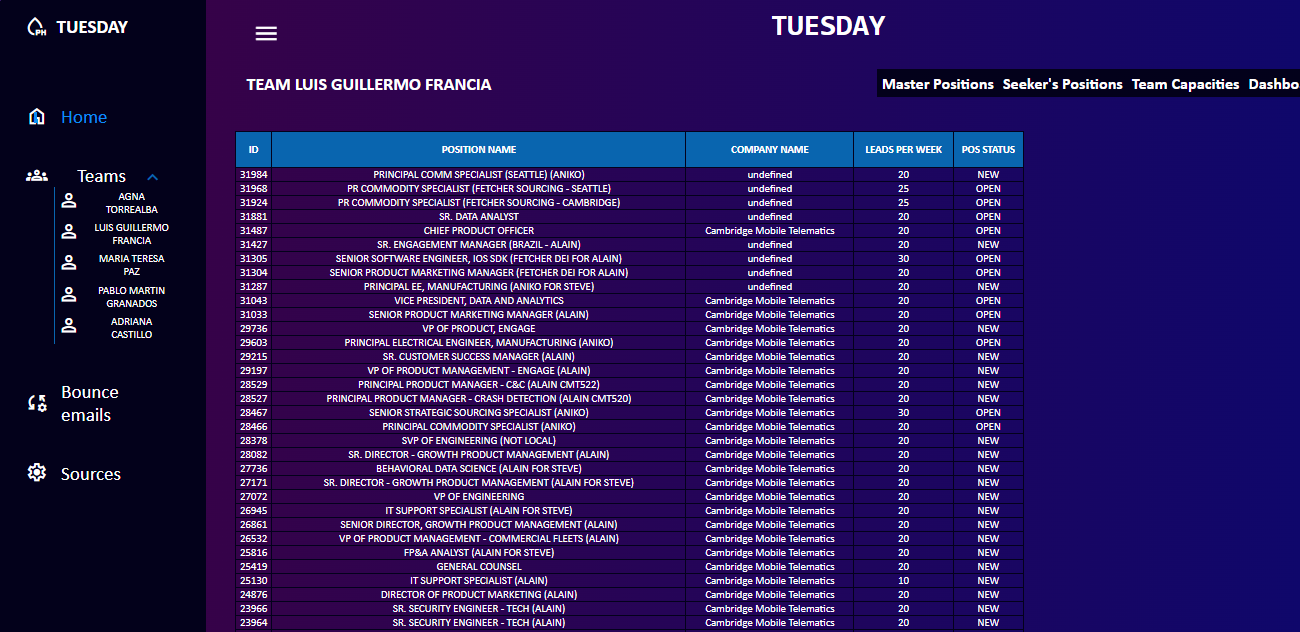 PH TUESDAY
TUESDAY
Home
Teams
AGNA
TORREALBA
LUIS GUILLERMO
FRANCIA
MARIA TERESA
PAZ
PABLO MARTIN
GRANADOS
ADRIANA
CASTILLO
Bounce
emails
Sources
TEAM LUIS GUILLERMO FRANCIA
Master Positions Seeker's Positions Team Capacities Dashbo
ID POSITION NAME COMPANY NAME LEADS PER WEEK POS STATUS
31984 PRINCIPAL COMM SPECIALIST (SEATTLE) (ANIKO) undefined 20 NEW
31968 PR COMMODITY SPECIALIST (FETCHER SOURCING - SEATTLE) undefined 25 OPEN
31924 PR COMMODITY SPECIALIST (FETCHER SOURCING - CAMBRIDGE) undefined 25 OPEN
31881 SR. DATA ANALYST undefined 20 OPEN
31487 CHIEF PRODUCT OFFICER Cambridge Mobile Telematics 20 OPEN
31427 SR. ENGAGEMENT MANAGER (BRAZIL - ALAIN) undefined 20 NEW
31305 SENIOR SOFTWARE ENGINEER, IOS SDK (FETCHER DEI FOR ALAIN) undefined 30 OPEN
31304 SENIOR PRODUCT MARKETING MANAGER (FETCHER DEI FOR ALAIN) undefined 20 OPEN
31287 PRINCIPAL EE, MANUFACTURING (ANIKO FOR STEVE) undefined 20 NEW
31043 VICE PRESIDENT, DATA AND ANALYTICS Cambridge Mobile Telematics 20 OPEN
31033 SENIOR PRODUCT MARKETING MANAGER (ALAIN) Cambridge Mobile Telematics 20 OPEN
29736 VP OF PRODUCT, ENGAGE Cambridge Mobile Telematics 20 NEW
29603 PRINCIPAL ELECTRICAL ENGINEER, MANUFACTURING (ANIKO) Cambridge Mobile Telematics 20 OPEN
29215 SR. CUSTOMER SUCCESS MANAGER (ALAIN) Cambridge Mobile Telematics 20 NEW
29197 VP OF PRODUCT MANAGEMENT - ENGAGE (ALAIN) Cambridge Mobile Telematics 20 NEW
28529 PRINCIPAL PRODUCT MANAGER - C&C (ALAIN CMT522) Cambridge Mobile Telematics 20 NEW
28527 PRINCIPAL PRODUCT MANAGER - CRASH DETECTION (ALAIN CMT520) Cambridge Mobile Telematics 20 NEW
28467 SENIOR STRATEGIC SOURCING SPECIALIST (ANIKO) Cambridge Mobile Telematics 30 OPEN
28466 PRINCIPAL COMMODITY SPECIALIST (ANIKO) Cambridge Mobile Telematics 20 OPEN
28378 SVP OF ENGINEERING (NOT LOCAL) Cambridge Mobile Telematics 20 NEW
28082 SR. DIRECTOR - GROWTH PRODUCT MANAGEMENT (ALAIN) Cambridge Mobile Telematics 20 NEW
27736 BEHAVIORAL DATA SCIENCE (ALAIN FOR STEVE) Cambridge Mobile Telematics 20 NEW
27171 SR. DIRECTOR - GROWTH PRODUCT MANAGEMENT (ALAIN FOR STEVE) Cambridge Mobile Telematics 20 NEW
27072 VP OF ENGINEERING Cambridge Mobile Telematics 20 NEW
26945 IT SUPPORT SPECIALIST (ALAIN FOR STEVE) Cambridge Mobile Telematics 20 NEW
26861 SENIOR DIRECTOR, GROWTH PRODUCT MANAGEMENT (ALAIN) Cambridge Mobile Telematics 20 NEW
26532 VP OF PRODUCT MANAGEMENT - COMMERCIAL FLEETS (ALAIN) Cambridge Mobile Telematics 20 NEW
25816 FP&A ANALYST (ALAIN FOR STEVE) Cambridge Mobile Telematics 20 NEW
25419 GENERAL COUNSEL Cambridge Mobile Telematics 20 NEW
25130 IT SUPPORT SPECIALIST (ALAIN) Cambridge Mobile Telematics 10 NEW
24876 DIRECTOR OF PRODUCT MARKETING (ALAIN) Cambridge Mobile Telematics 20 NEW
23966 SR. SECURITY ENGINEER - TECH (ALAIN) Cambridge Mobile Telematics 20 NEW
23964 SR. SECURITY ENGINEER - TECH (ALAIN) Cambridge Mobile Telematics 20 NEW